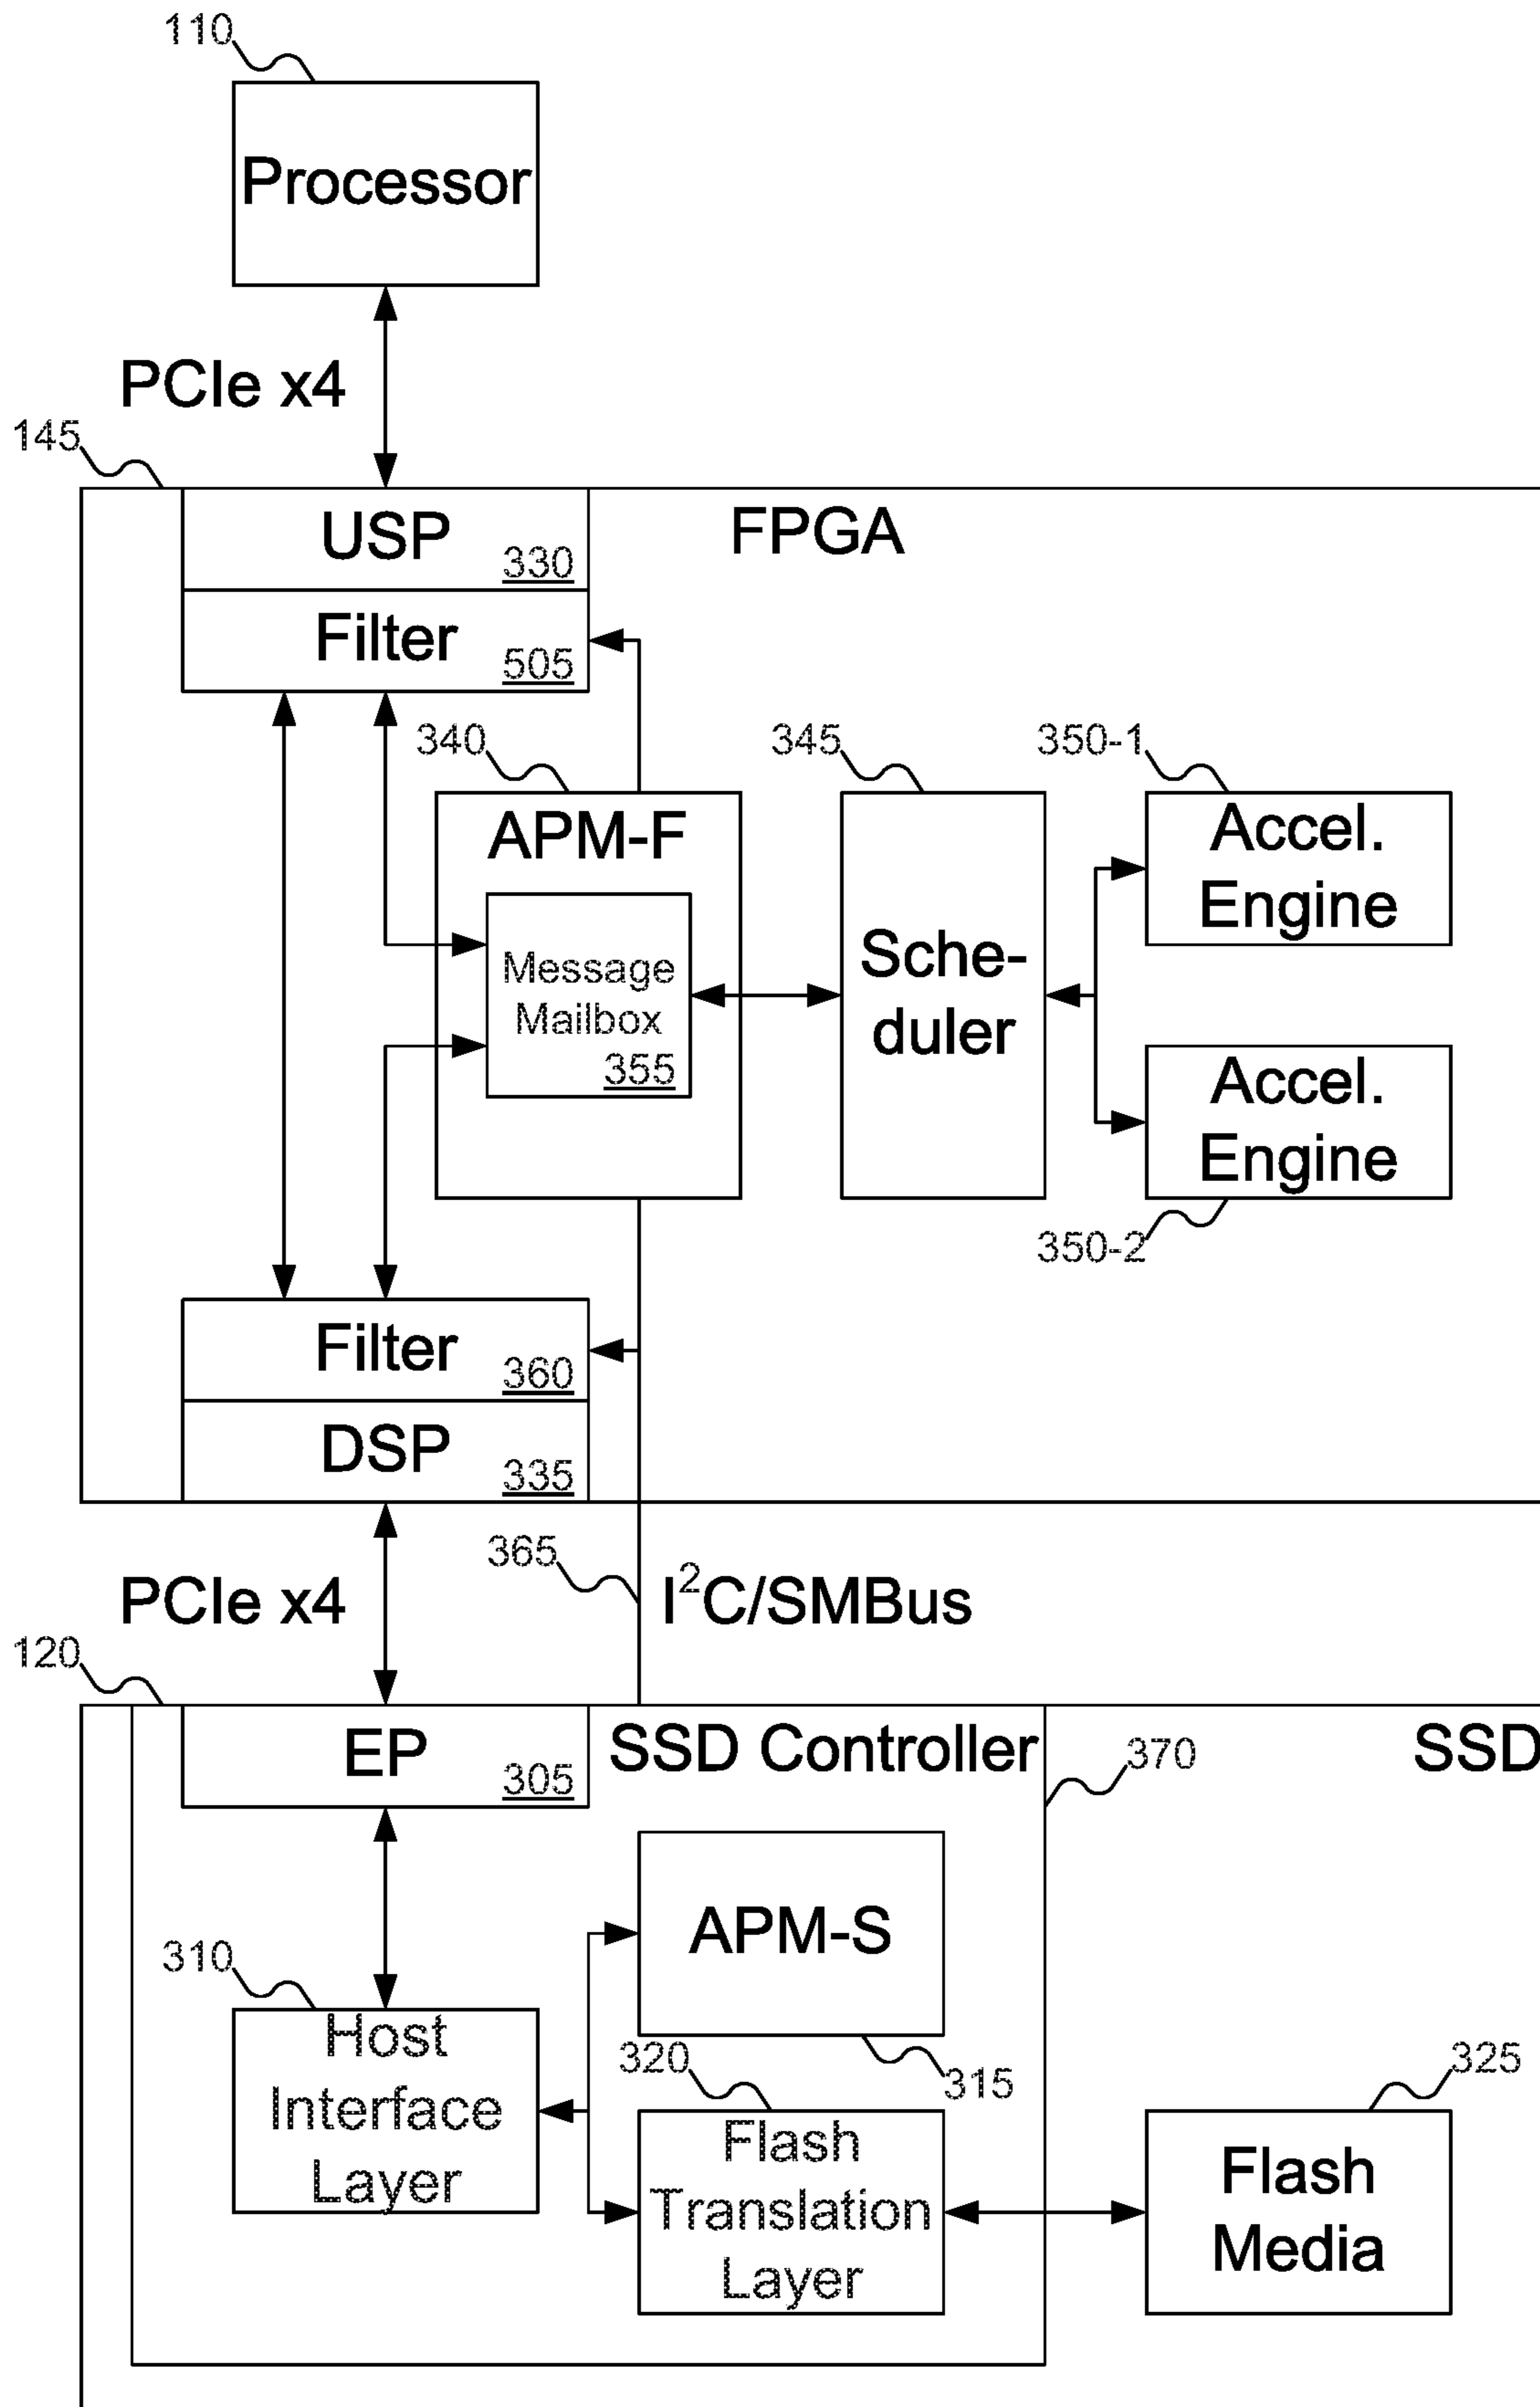 110
Processor
PCIe x4
145
USP
330
FPGA
Filter
505
340
345
350-1
APM-F
Message
Mailbox
355
Sche-
duler
Accel.
Engine
Accel.
Engine
350-2
Filter
360
DSP
335
365
PCIe x4
I²C/SMBus
120
EP
305
SSD Controller
370
SSD
APM-S
310
Host
Interface
Layer
320
315
325
Flash
Translation
Layer
Flash
Media